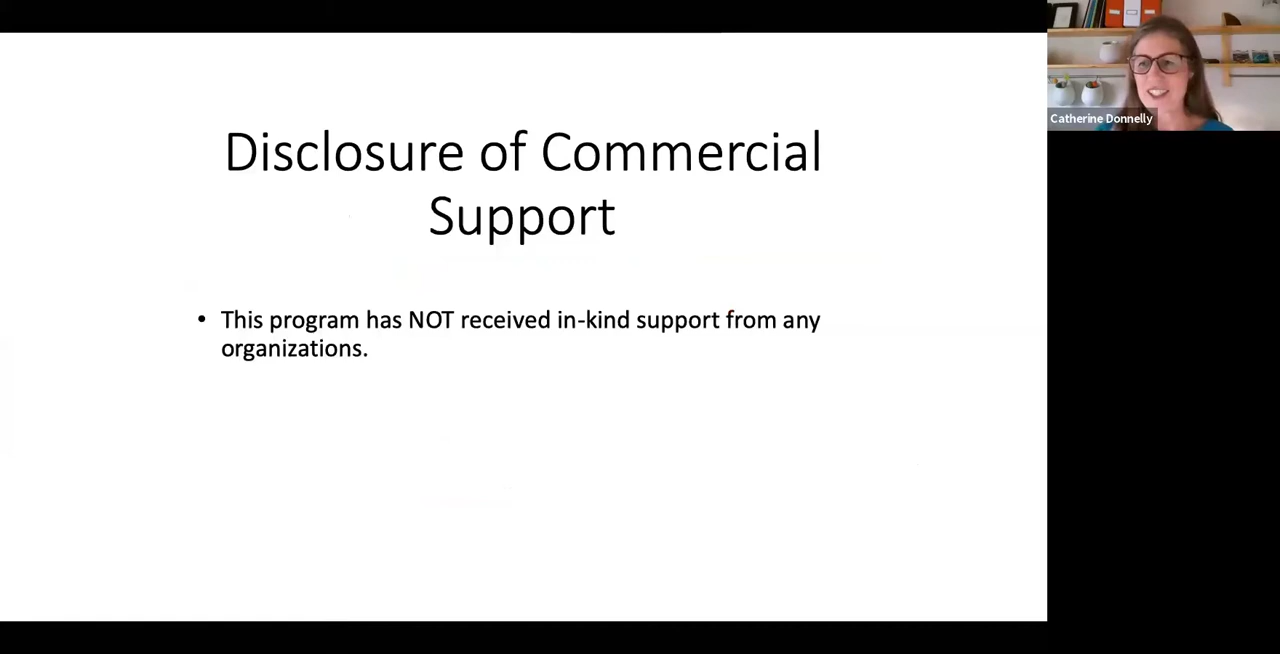 Disclosure of Commercial
Support
• This program has NOT received in-kind support from any
organizations.
Catherine Donnelly